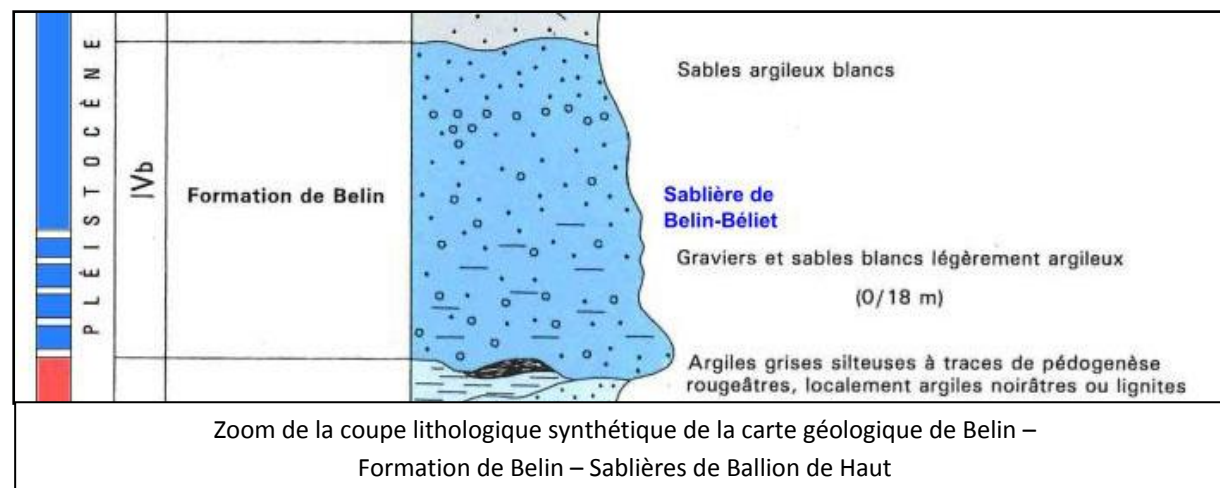 PLÉISTOCÈNE
IVb
Formation de Belin
Sables argileux blancs
Sablière de
Belin-Béliet
Graviers et sables blancs légèrement argileux
(0/18 m)
Argiles grises silteuses à traces de pédogenèse
rougeâtres, localement argiles noirâtres ou lignites
Zoom de la coupe lithologique synthétique de la carte géologique de Belin –
Formation de Belin – Sablières de Ballion de Haut